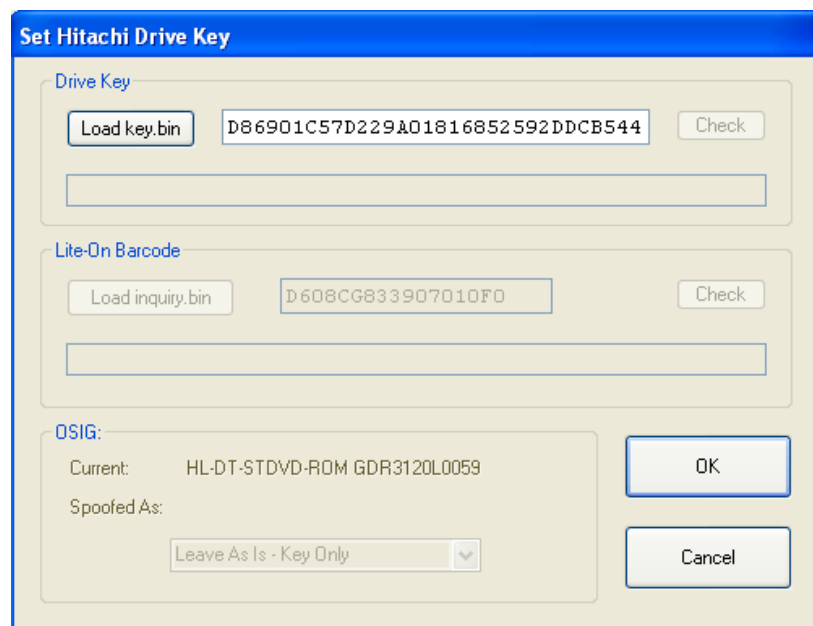 Set Hitachi Drive Key
Drive Key
Load key.bin D86901C57D229A01816852592DDCB544 Check
Lite-On Barcode
Load inquiry.bin D608CG833907010F0 Check
OSIG:
Current: HL-DT-STDVD-ROM GDR3120L0059
OK
Spoofed As:
Leave As Is - Key Only
Cancel